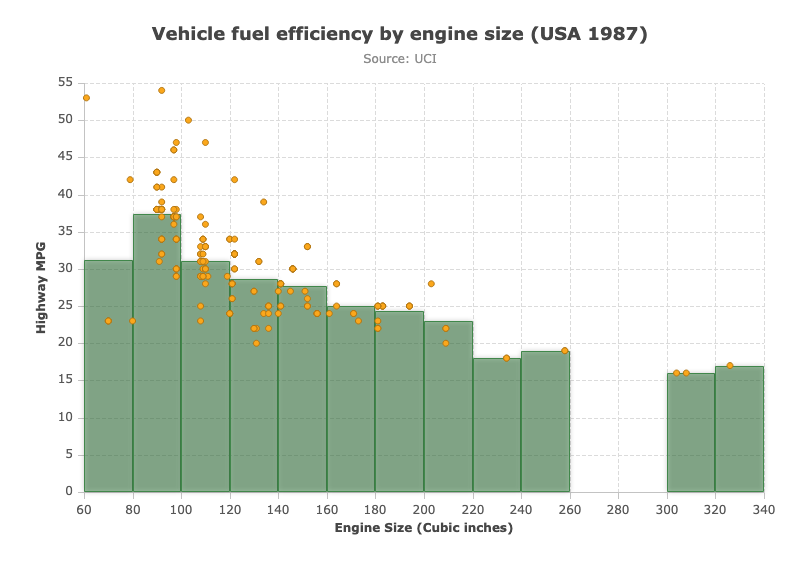 Vehicle fuel efficiency by engine size (USA 1987)
Source: UCI
Highway MPG
55
50
45
40
35
30
25
20
15
10
5
0
60 80 100 120 140 160 180 200 220 240 260 280 300 320 340
Engine Size (Cubic inches)